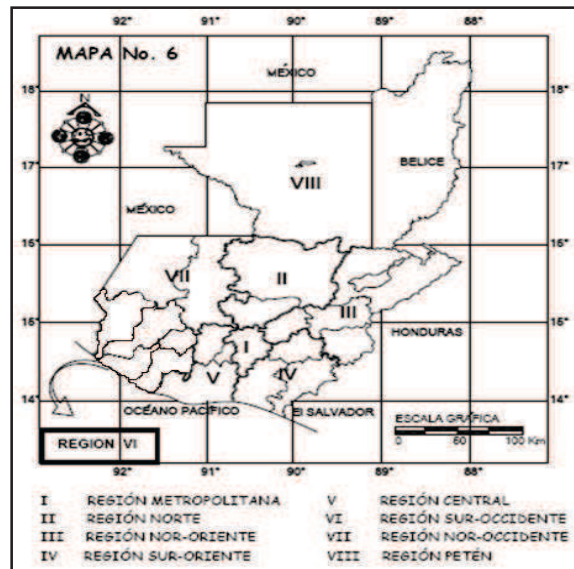 92° 91° 90° 89° 88°
MAPA No. 6
MÉXICO
18°
18°
N
17°
17°
BELICE
VIII
MÉXICO
16°
16°
VII
II
15°
III
15°
HONDURAS
I
V
IV
14°
14°
OCÉANO PACÍFICO
El SALVADOR
ESCALA GRÁFICA
0 60 100 Km
REGION VI
92° 91° 90° 89° 88°
I REGIÓN METROPOLITANA
II REGIÓN NORTE
III REGIÓN NOR-ORIENTE
IV REGIÓN SUR-ORIENTE
V REGIÓN CENTRAL
VI REGIÓN SUR-OCCIDENTE
VII REGIÓN NOR-OCCIDENTE
VIII REGIÓN PETÉN